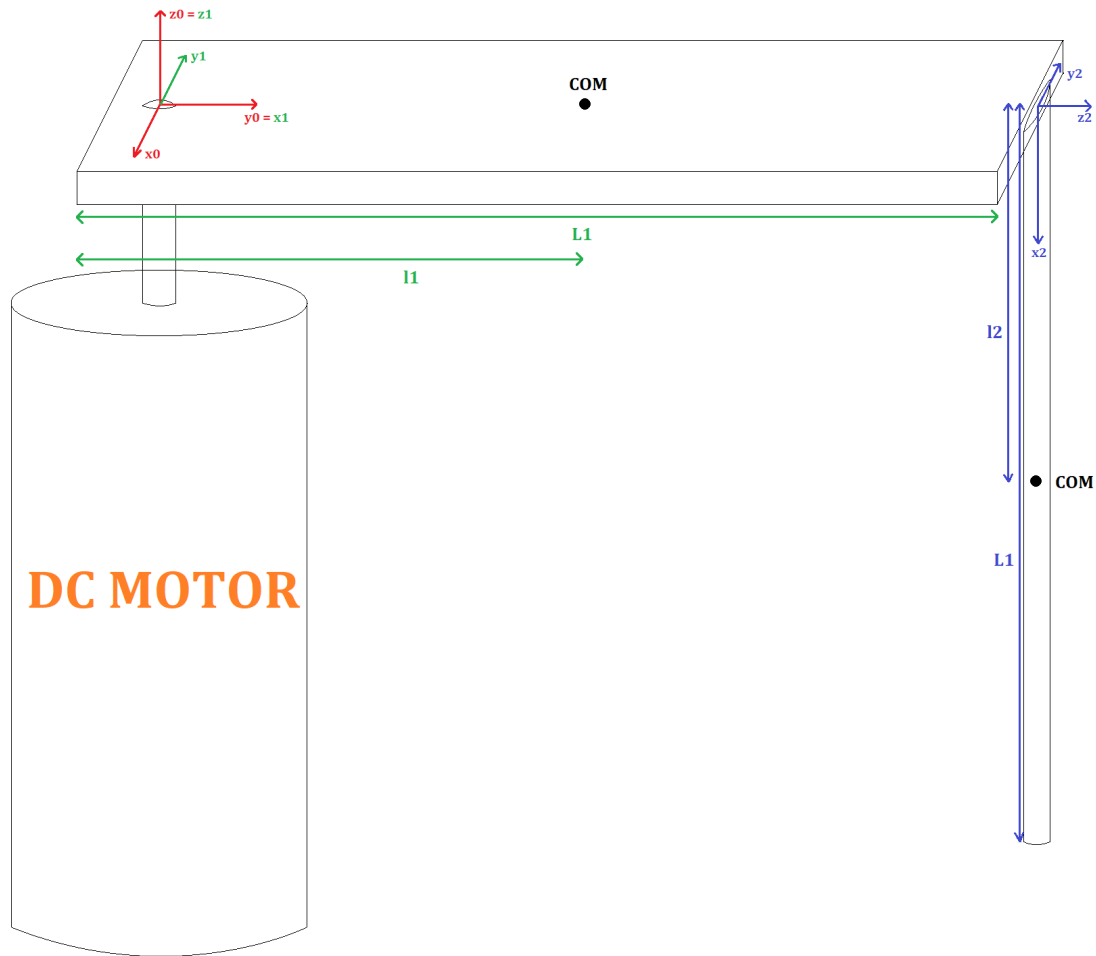 z0 = z1
y1
COM
y2
y0 = x1
z2
x0
L1
x2
l1
l2
COM
L1
DC MOTOR